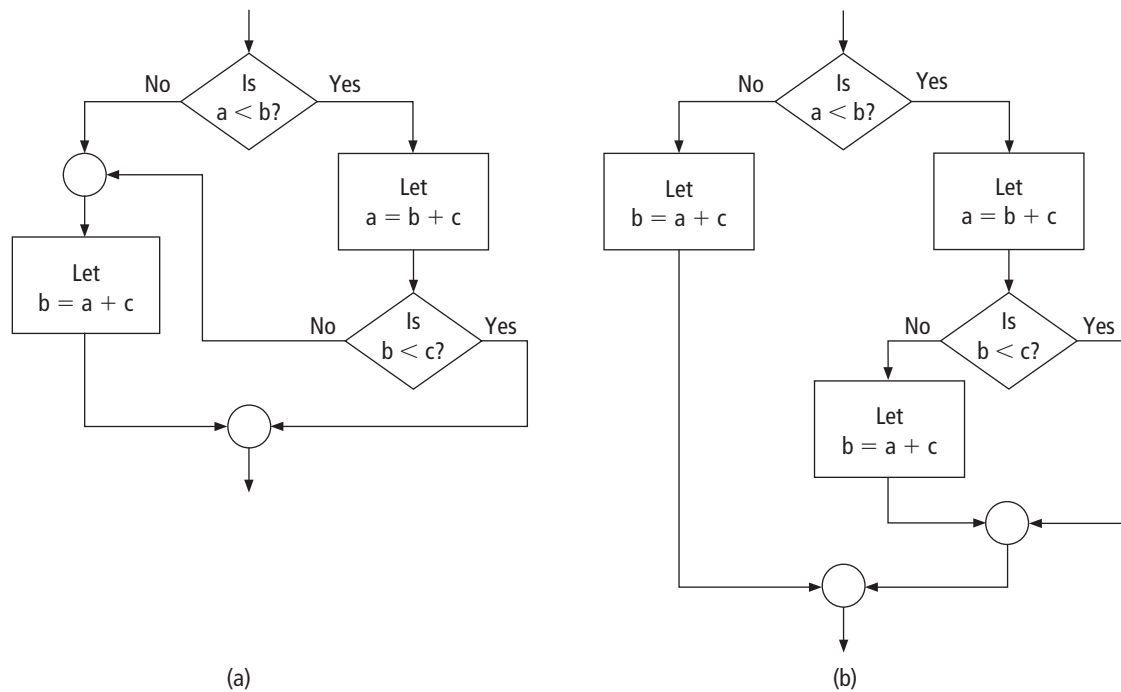 No
Is
a < b?
Yes
Let
a = b + c
Let
b = a + c
No
Is
b < c?
Yes
(a)
No
Is
a < b?
Yes
Let
b = a + c
Let
a = b + c
No
Is
b < c?
Yes
Let
b = a + c
(b)